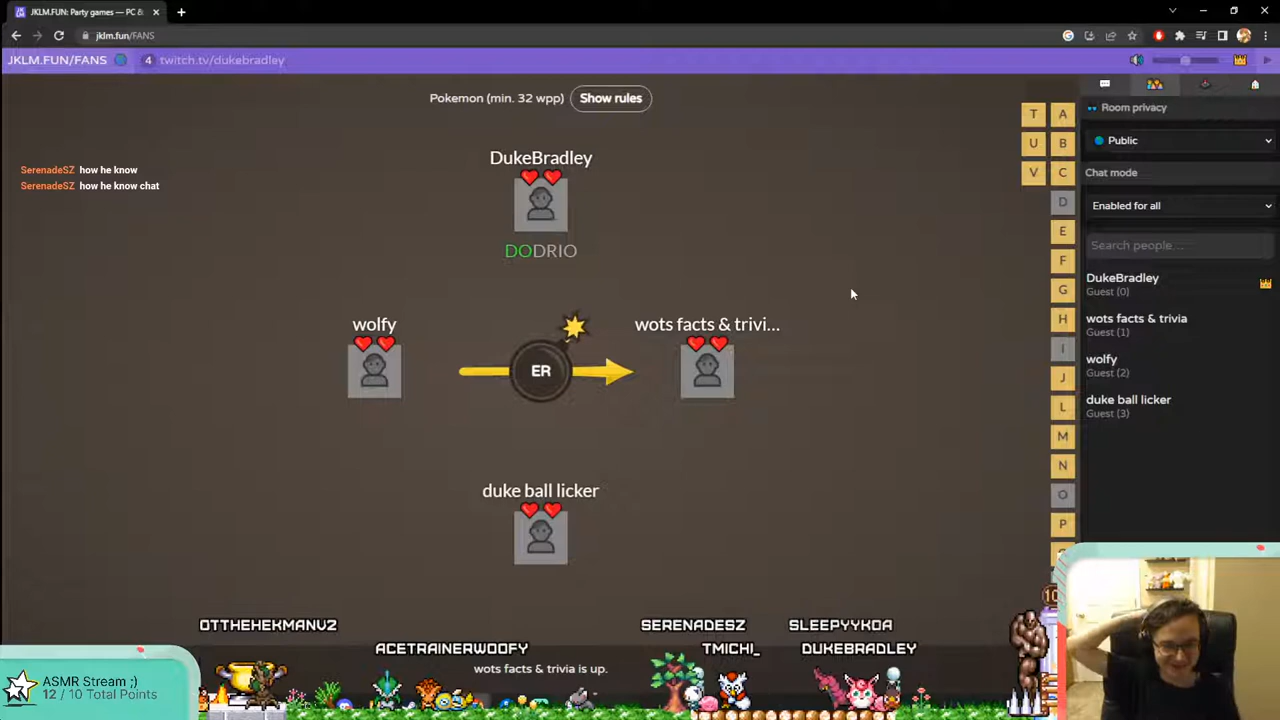 JKLM.FUN: Party games — PC &
jklm.fun/FANS
JKLM.FUN/FANS 4 twitch.tv/dukebradley
Pokemon (min. 32 wpp) Show rules
SerenadeSZ how he know
SerenadeSZ how he know chat
DukeBradley
DODRIO
wolfy
ER
wots facts & trivi...
duke ball licker
wots facts & trivia is up.
T A
U B
V C
D
E
F
G
H
I
J
L
M
N
O
P
Room privacy
Public
Chat mode
Enabled for all
Search people...
DukeBradley
Guest (0)
wots facts & trivia
Guest (1)
wolfy
Guest (2)
duke ball licker
Guest (3)
OTTHEHEKMANV2
ACETRAINERWOOFY
SERENADESZ
SLEEPYYKOA
TMICHI_
DUKEBRADLEY
ASMR Stream ;)
12 / 10 Total Points